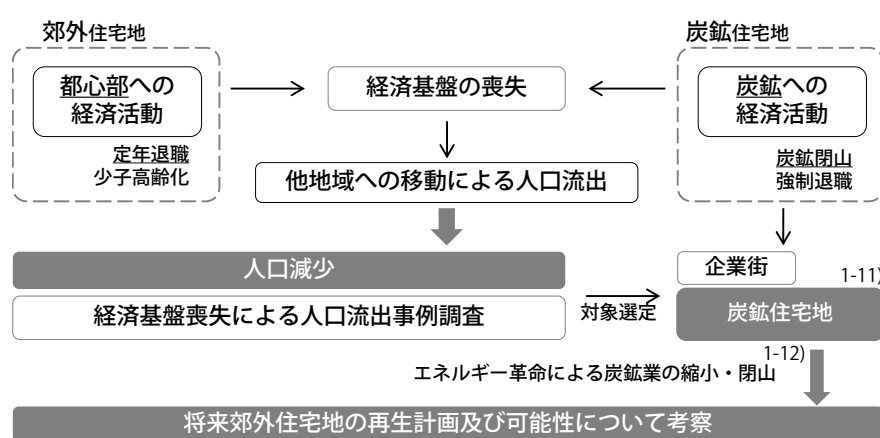 郊外住宅地
都心部への
経済活動
定年退職
少子高齢化
経済基盤の喪失
他地域への移動による人口流出
炭鉱住宅地
炭鉱への
経済活動
炭鉱閉山
強制退職
人口減少
経済基盤喪失による人口流出事例調査
対象選定
企業街
1-11)
炭鉱住宅地
1-12)
エネルギー革命による炭鉱業の縮小・閉山
将来郊外住宅地の再生計画及び可能性について考察